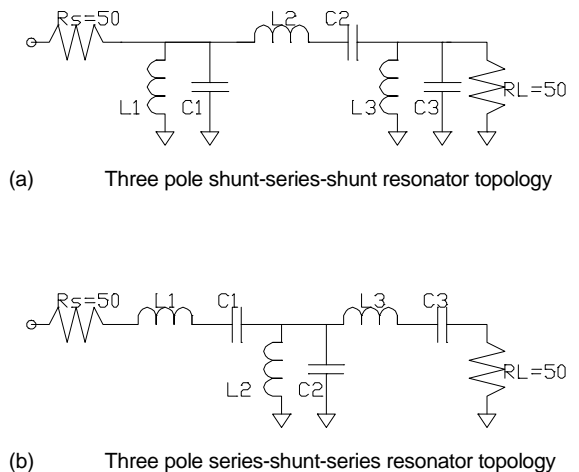 Rs=50
L2
C2
L1
C1
L3
C3
RL=50
(a) Three pole shunt-series-shunt resonator topology
Rs=50
L1
C1
L3
C3
L2
C2
RL=50
(b) Three pole series-shunt-series resonator topology